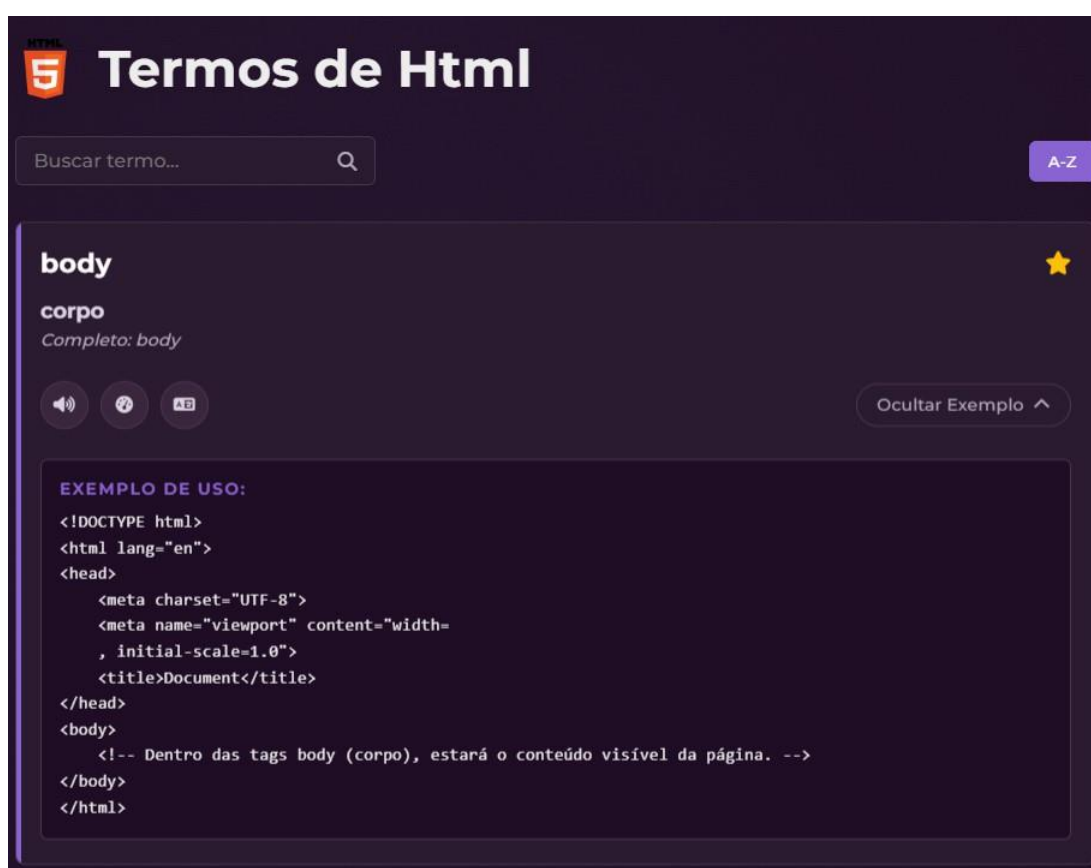 HTML
5
Termos de Html
Buscar termo...
A-Z
body
corpo
Completo: body
Ocultar Exemplo
EXEMPLO DE USO:
<!DOCTYPE html>
<html lang="en">
<head>
    <meta charset="UTF-8">
    <meta name="viewport" content="width=
    , initial-scale=1.0">
    <title>Document</title>
</head>
<body>
    <!-- Dentro das tags body (corpo), estará o conteúdo visível da página. -->
</body>
</html>